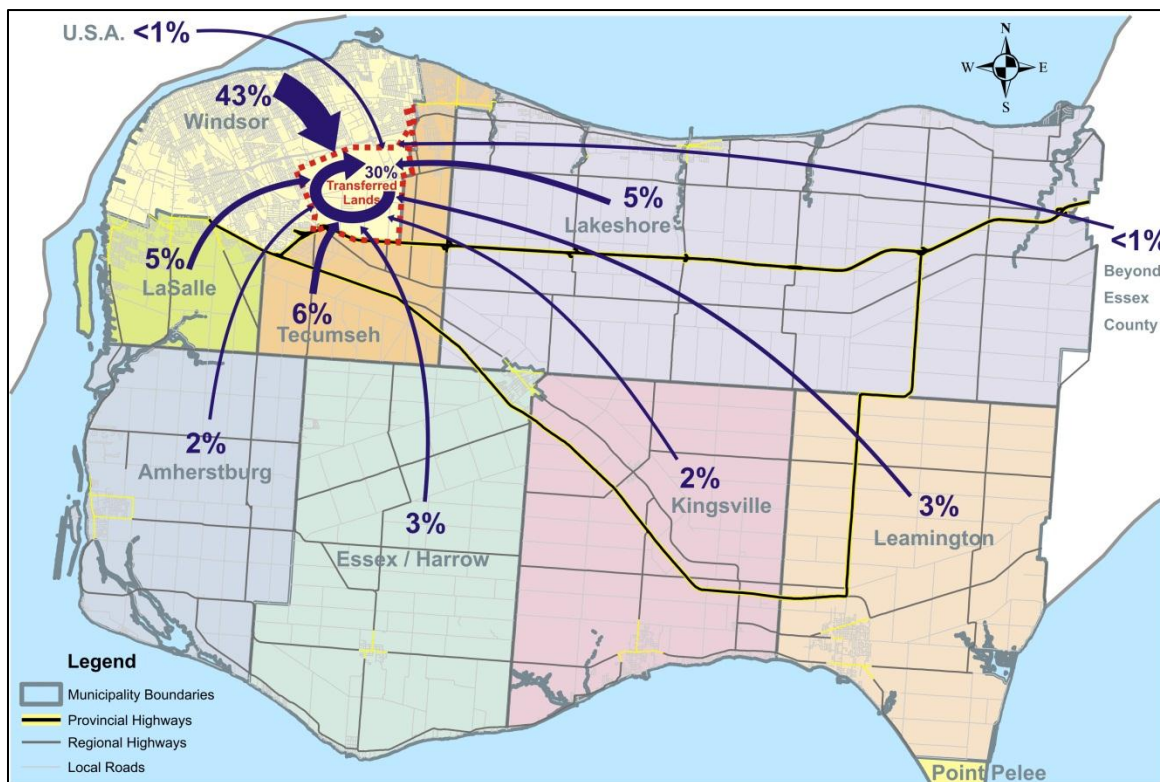 U.S.A. <1%
N
W E
S
43%
Windsor
30%
Transferred
Lands
5%
Lakeshore
<1%
Beyond
Essex
County
5%
LaSalle
6%
Tecumseh
2%
Amherstburg
3%
Essex / Harrow
2%
Kingsville
3%
Leamington
Legend
Municipality Boundaries
Provincial Highways
Regional Highways
Local Roads
Point Pelee